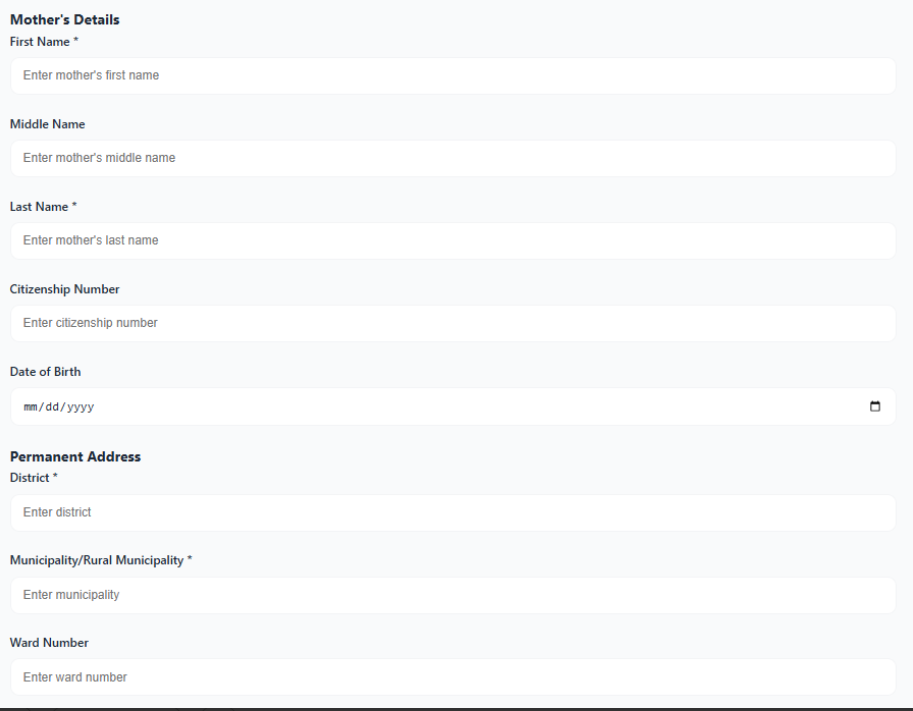 Mother's Details
First Name *
Enter mother's first name
Middle Name
Enter mother's middle name
Last Name *
Enter mother's last name
Citizenship Number
Enter citizenship number
Date of Birth
mm/dd/yyyy
Permanent Address
District *
Enter district
Municipality/Rural Municipality *
Enter municipality
Ward Number
Enter ward number